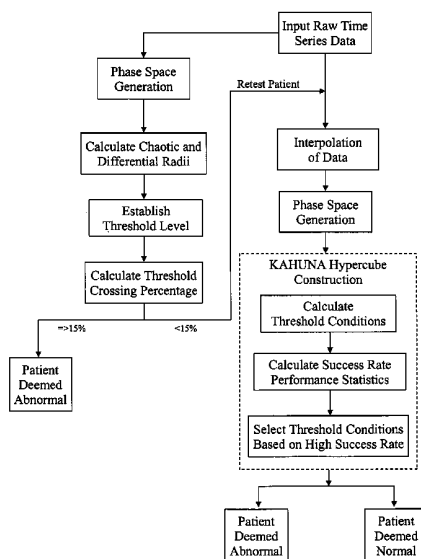 Input Raw Time
Series Data
Phase Space
Generation
Retest Patient
Calculate Chaotic and
Differential Radii
Interpolation
of Data
Establish
Threshold Level
Phase Space
Generation
Calculate Threshold
Crossing Percentage
KAHUNA Hypercube
Construction
Calculate
Threshold Conditions
=>15%
<15%
Patient
Deemed
Abnormal
Calculate Success Rate
Performance Statistics
Select Threshold Conditions
Based on High Success Rate
Patient
Deemed
Abnormal
Patient
Deemed
Normal